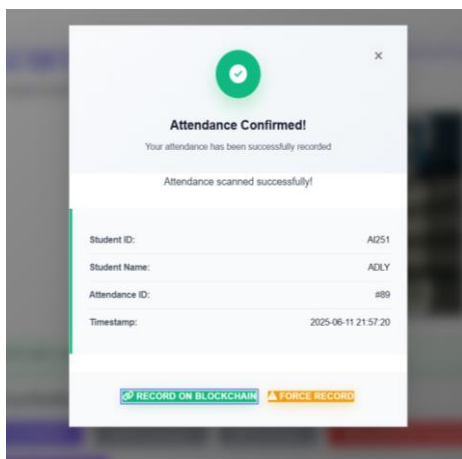 ×
Attendance Confirmed!
Your attendance has been successfully recorded
Attendance scanned successfully!
Student ID: AI251
Student Name: ADLY
Attendance ID: #89
Timestamp: 2025-06-11 21:57:20
RECORD ON BLOCKCHAIN FORCE RECORD